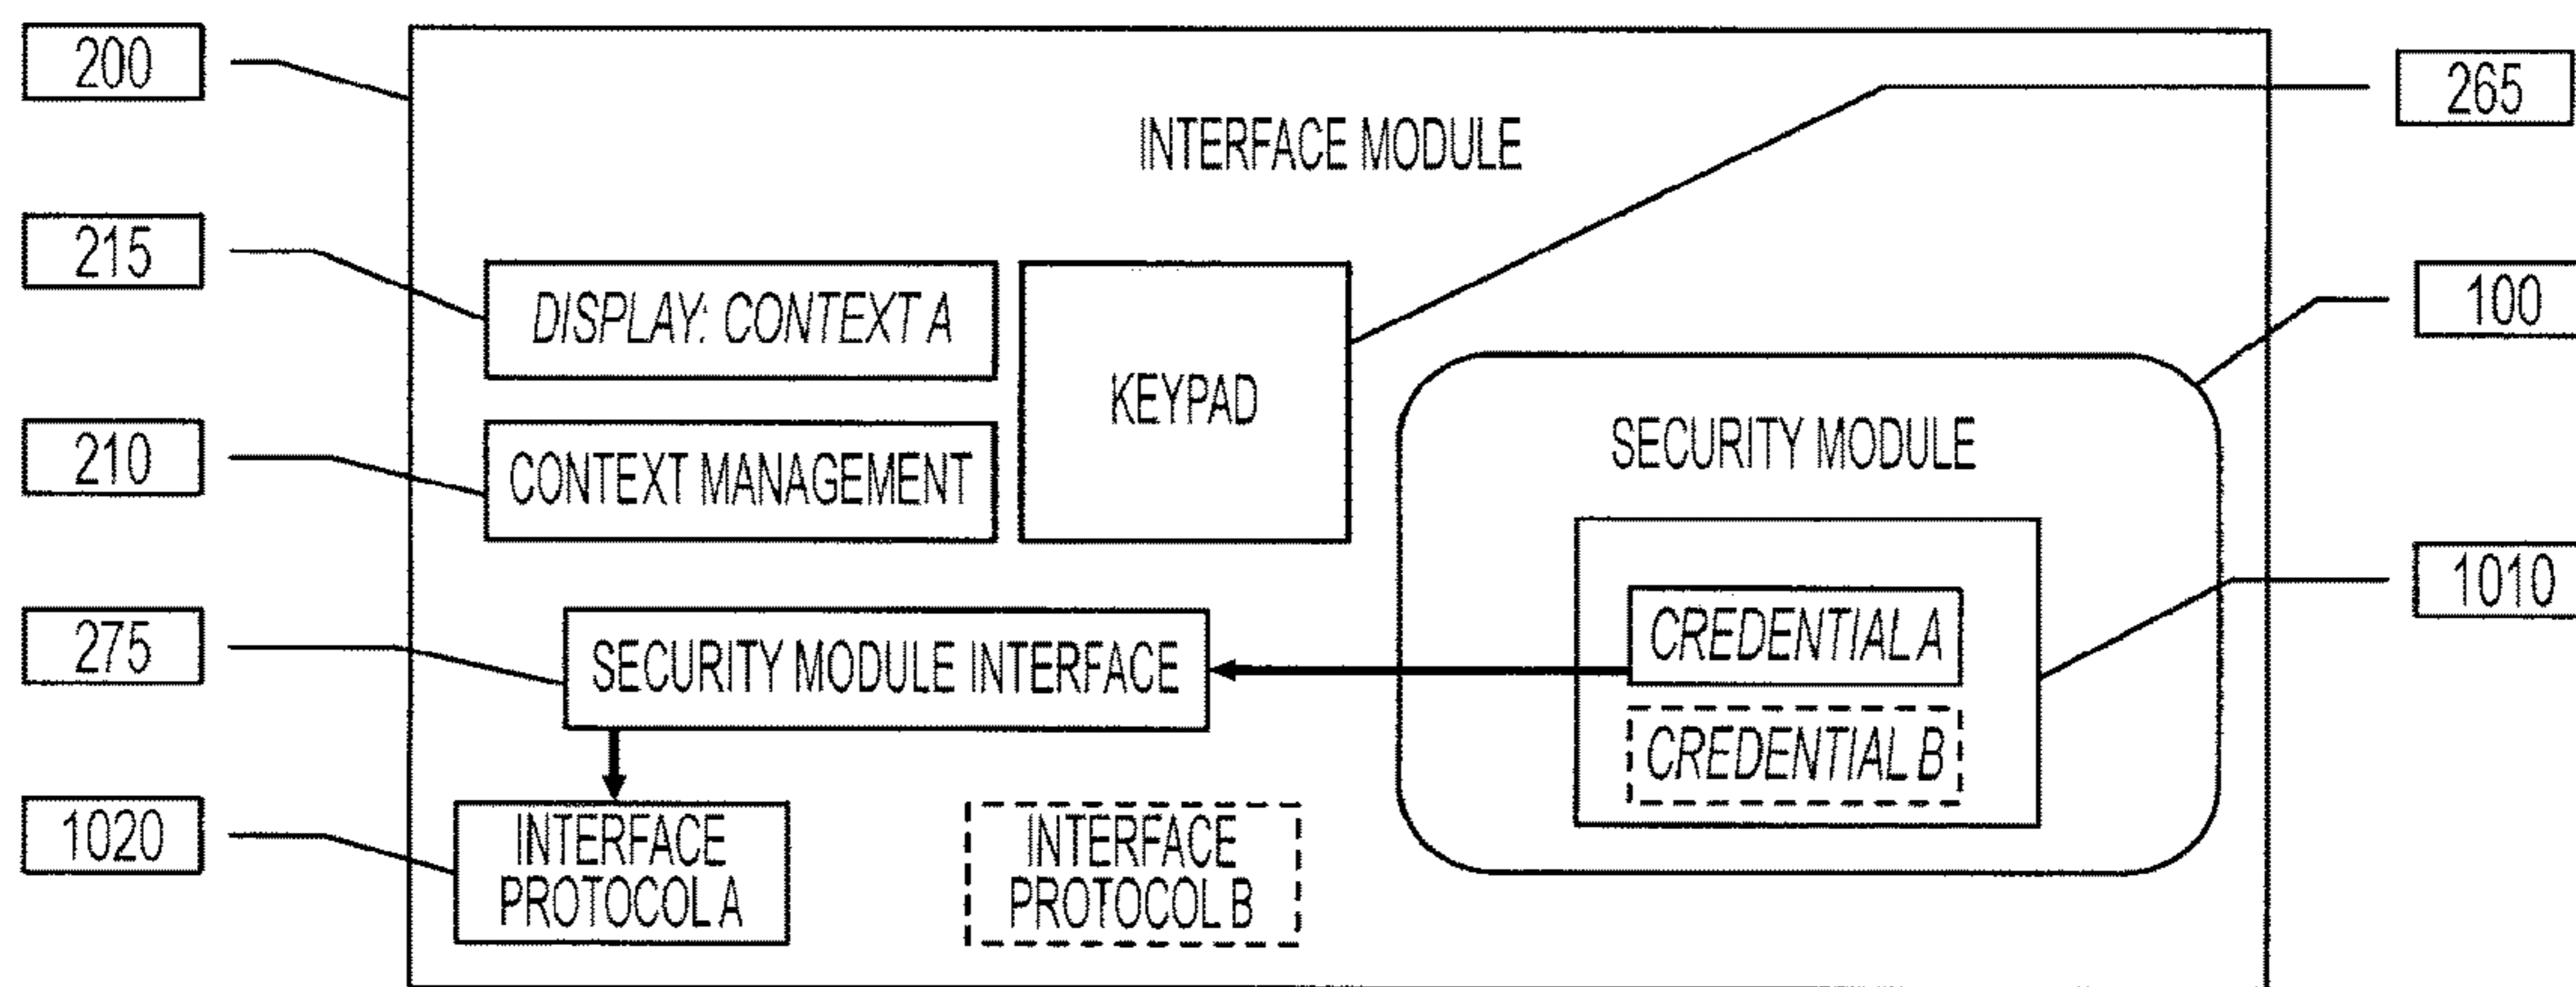 200
265
INTERFACE MODULE
215
DISPLAY: CONTEXT A
100
KEYPAD
210
CONTEXT MANAGEMENT
SECURITY MODULE
1010
275
SECURITY MODULE INTERFACE
CREDENTIAL A
CREDENTIAL B
1020
INTERFACE
PROTOCOL A
INTERFACE
PROTOCOL B